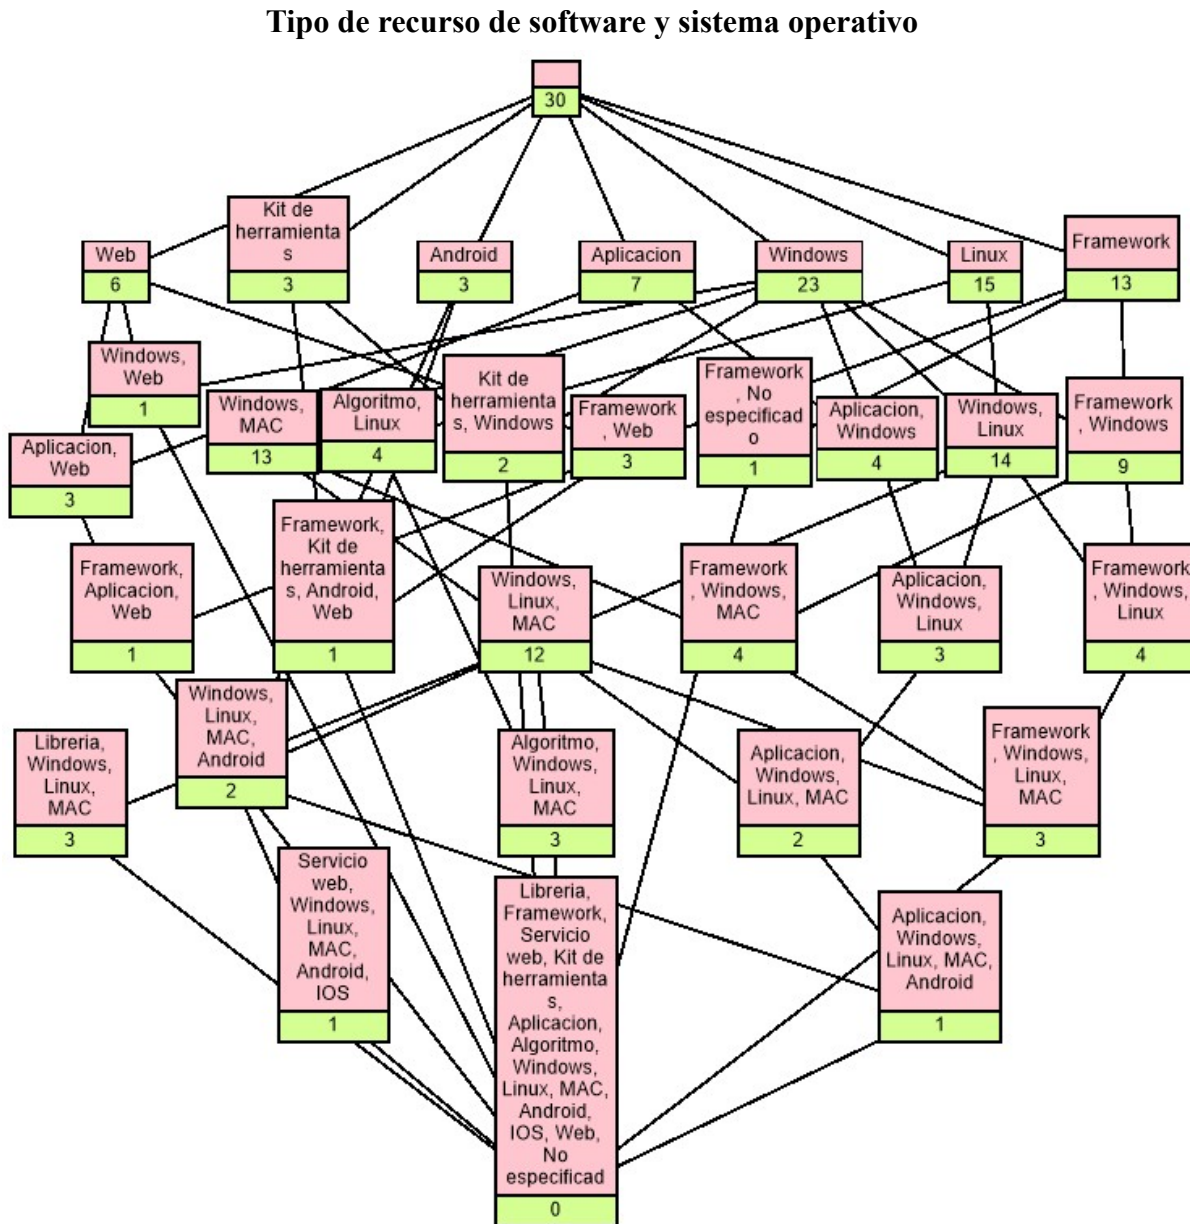 Tipo de recurso de software y sistema operativo
30
Kit de
herramienta
s
3
Web
6
Android
3
Aplicacion
7
Windows
23
Linux
15
Framework
13
Windows,
Web
1
Windows,
MAC
13
Algoritmo,
Linux
4
Kit de
herramienta
s, Windows
2
Framework
, Web
3
Framework
, No
especificad
o
1
Aplicacion,
Windows
4
Windows,
Linux
14
Framework
, Windows
9
Aplicacion,
Web
3
Framework,
Aplicacion,
Web
1
Framework,
Kit de
herramienta
s, Android,
Web
1
Windows,
Linux,
MAC
12
Framework
, Windows,
MAC
4
Aplicacion,
Windows,
Linux
3
Framework
, Windows,
Linux
4
Libreria,
Windows,
Linux,
MAC
3
Windows,
Linux,
MAC,
Android
2
Algoritmo,
Windows,
Linux,
MAC
3
Aplicacion,
Windows,
Linux, MAC
2
Framework
, Windows,
Linux,
MAC
3
Servicio
web,
Windows,
Linux,
MAC,
Android,
IOS
1
Libreria,
Framework,
Servicio
web, Kit de
herramienta
s,
Aplicacion,
Algoritmo,
Windows,
Linux, MAC,
Android,
IOS, Web,
No
especificad
0
Aplicacion,
Windows,
Linux, MAC,
Android
1